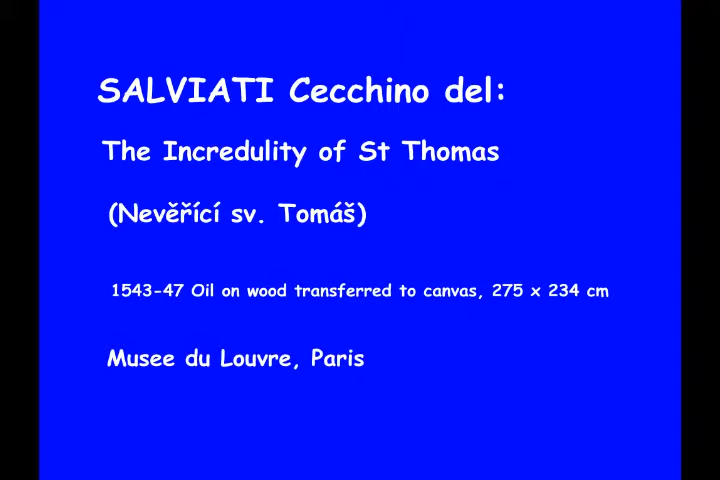 SALVIATI Cecchino del:
The Incredulity of St Thomas
(Nevěřící sv. Tomáš)
1543-47 Oil on wood transferred to canvas, 275 x 234 cm
Musee du Louvre, Paris